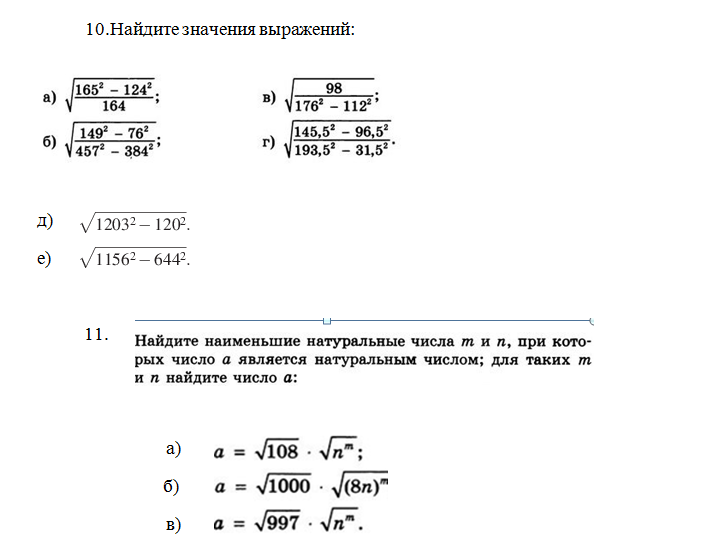 10.Найдите значения выражений:
а) √((165² – 124²)/164);
в) √(98/(176² – 112²));
б) √((149² – 76²)/(457² – 384²));
г) √((145,5² – 96,5²)/(193,5² – 31,5²)).
д) √(1203² – 120²).
е) √(1156² – 644²).
11.
Найдите наименьшие натуральные числа m и n, при кото-
рых число a является натуральным числом; для таких m
и n найдите число a:
а) a = √108 · √(nᵐ);
б) a = √1000 · √((8n)ᵐ)
в) a = √997 · √(nᵐ).